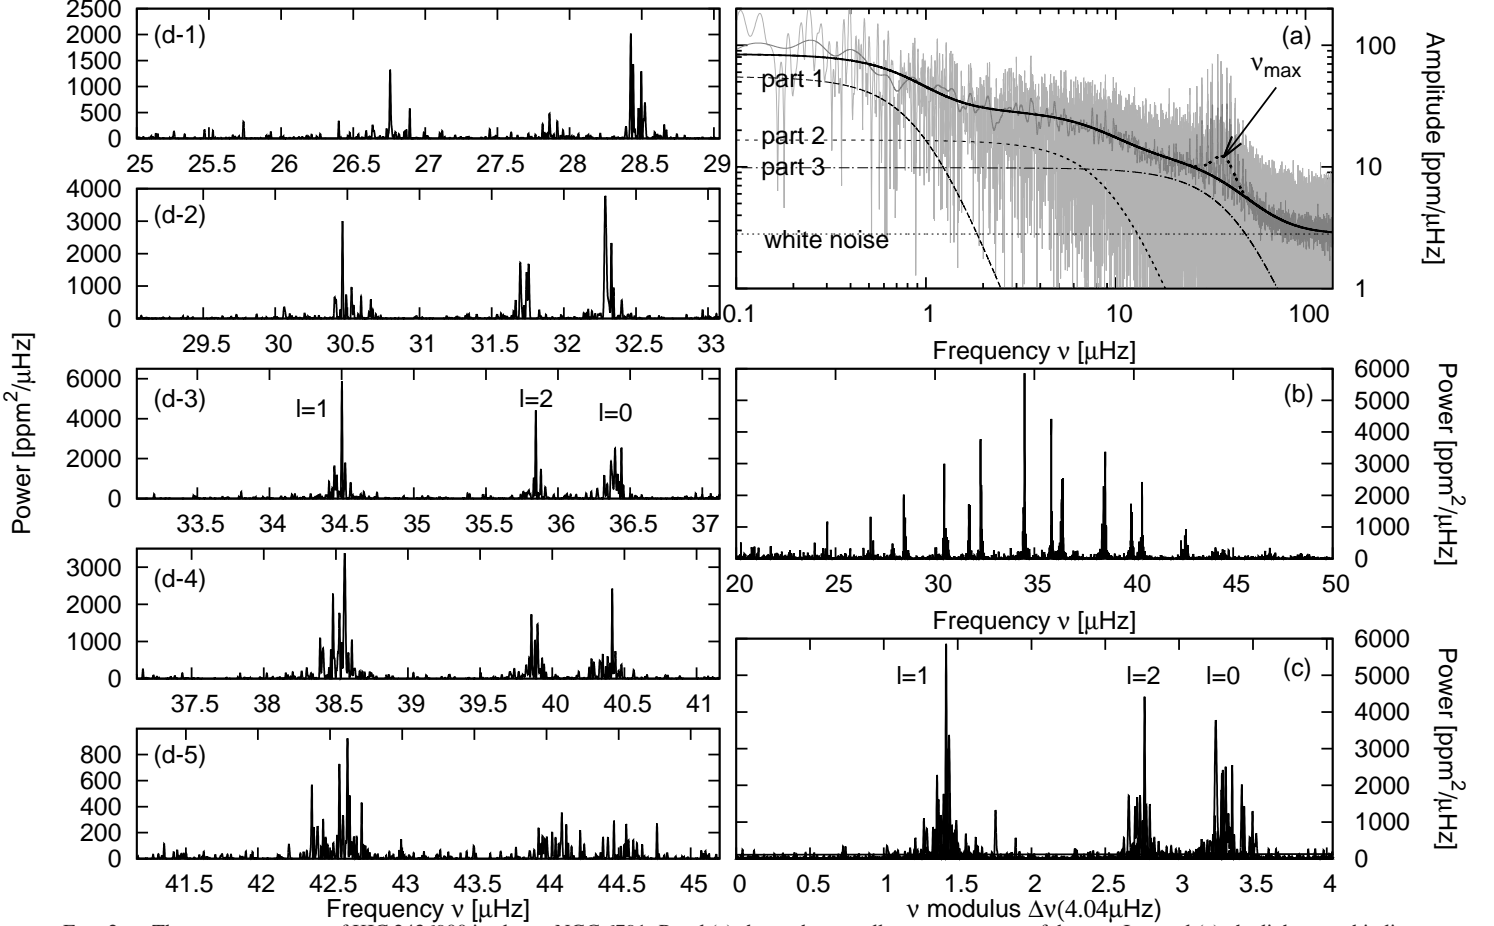 (d-1)
2500
2000
1500
1000
500
0
25 25.5 26 26.5 27 27.5 28 28.5 29
(d-2)
4000
3000
2000
1000
0
29.5 30 30.5 31 31.5 32 32.5 33
(d-3)
l=1 l=2 l=0
6000
4000
2000
0
33.5 34 34.5 35 35.5 36 36.5 37
(d-4)
3000
2000
1000
0
37.5 38 38.5 39 39.5 40 40.5 41
(d-5)
800
600
400
200
0
41.5 42 42.5 43 43.5 44 44.5 45
Frequency ν [μHz]
Power [ppm²/μHz]
(a)
νmax
part 1
part 2
part 3
white noise
100
10
1
Amplitude [ppm/μHz]
0.1 1 10 100
Frequency ν [μHz]
(b)
6000
5000
4000
3000
2000
1000
0
Power [ppm²/μHz]
20 25 30 35 40 45 50
Frequency ν [μHz]
(c)
l=1 l=2 l=0
6000
5000
4000
3000
2000
1000
0
Power [ppm²/μHz]
0 0.5 1 1.5 2 2.5 3 3.5 4
ν modulus Δν(4.04μHz)